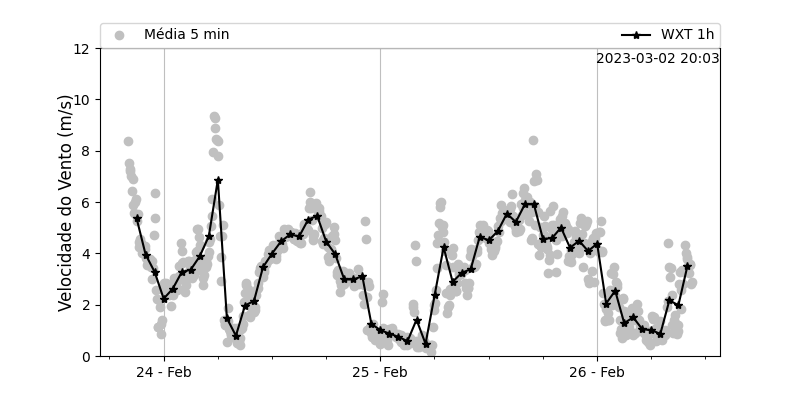 Média 5 min
WXT 1h
2023-03-02 20:03
Velocidade do Vento (m/s)
12
10
8
6
4
2
0
24 - Feb
25 - Feb
26 - Feb